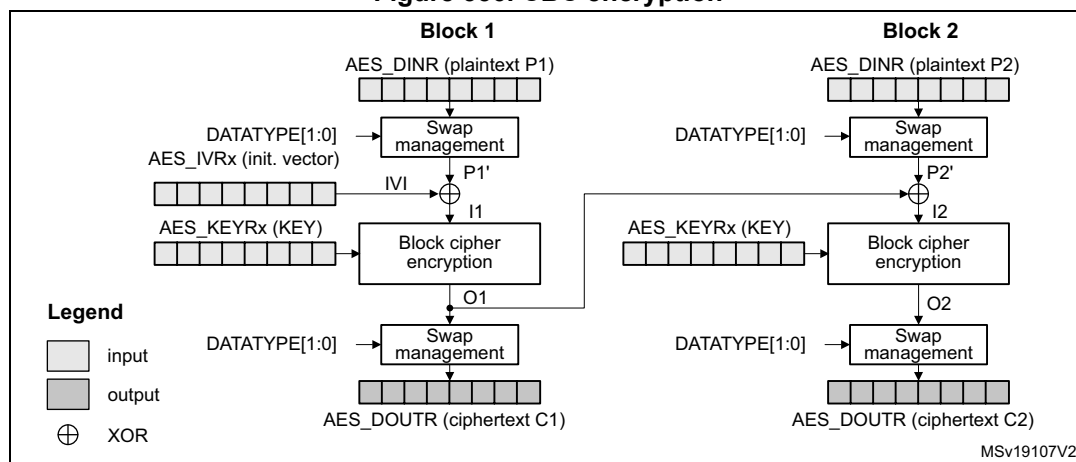 Block 1
Block 2
AES_DINR (plaintext P1)
AES_DINR (plaintext P2)
DATATYPE[1:0]
Swap
management
DATATYPE[1:0]
Swap
management
AES_IVRx (init. vector)
P1'
P2'
IVI
I1
I2
AES_KEYRx (KEY)
Block cipher
encryption
AES_KEYRx (KEY)
Block cipher
encryption
O1
O2
Legend
input
output
XOR
DATATYPE[1:0]
Swap
management
DATATYPE[1:0]
Swap
management
AES_DOUTR (ciphertext C1)
AES_DOUTR (ciphertext C2)
MSv19107V2